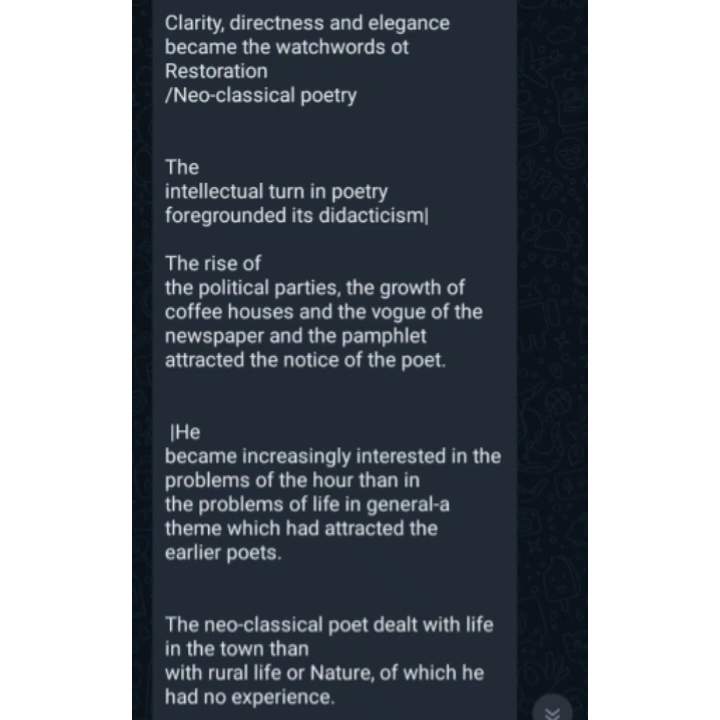 Clarity, directness and elegance
became the watchwords ot
Restoration
/Neo-classical poetry
The
intellectual turn in poetry
foregrounded its didacticism|
The rise of
the political parties, the growth of
coffee houses and the vogue of the
newspaper and the pamphlet
attracted the notice of the poet.
|He
became increasingly interested in the
problems of the hour than in
the problems of life in general-a
theme which had attracted the
earlier poets.
The neo-classical poet dealt with life
in the town than
with rural life or Nature, of which he
had no experience.